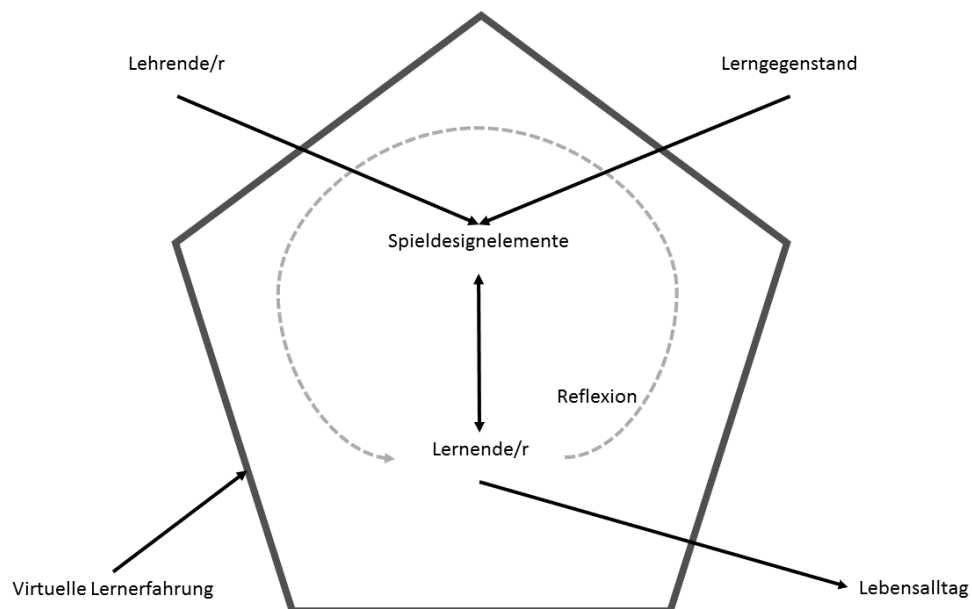 Lehrende/r
Lerngegenstand
Spieldesignelemente
Reflexion
Lernende/r
Virtuelle Lernerfahrung
Lebensalltag